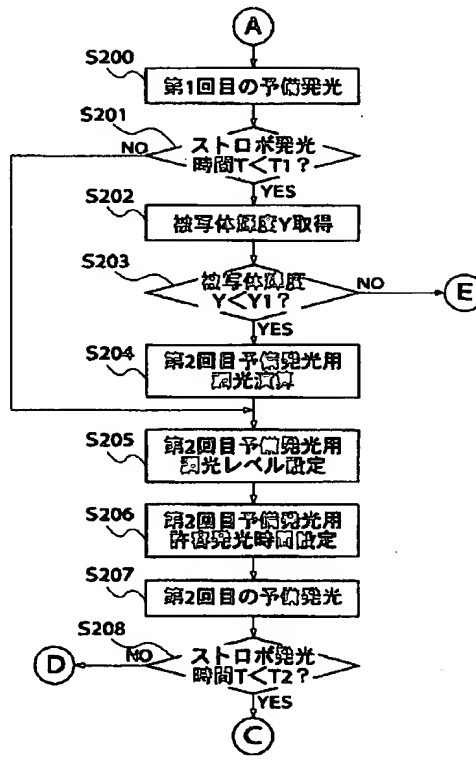 A
S200
第1回目の予備発光
S201
NO
ストロボ発光
時間T<T1?
YES
S202
被写体輝度Y取得
S203
被写体輝度
Y<Y1?
NO
E
YES
S204
第2回目予備発光用
調光演算
S205
第2回目予備発光用
調光レベル設定
S206
第2回目予備発光用
許容発光時間設定
S207
第2回目の予備発光
S208
NO
D
ストロボ発光
時間T<T2?
YES
C